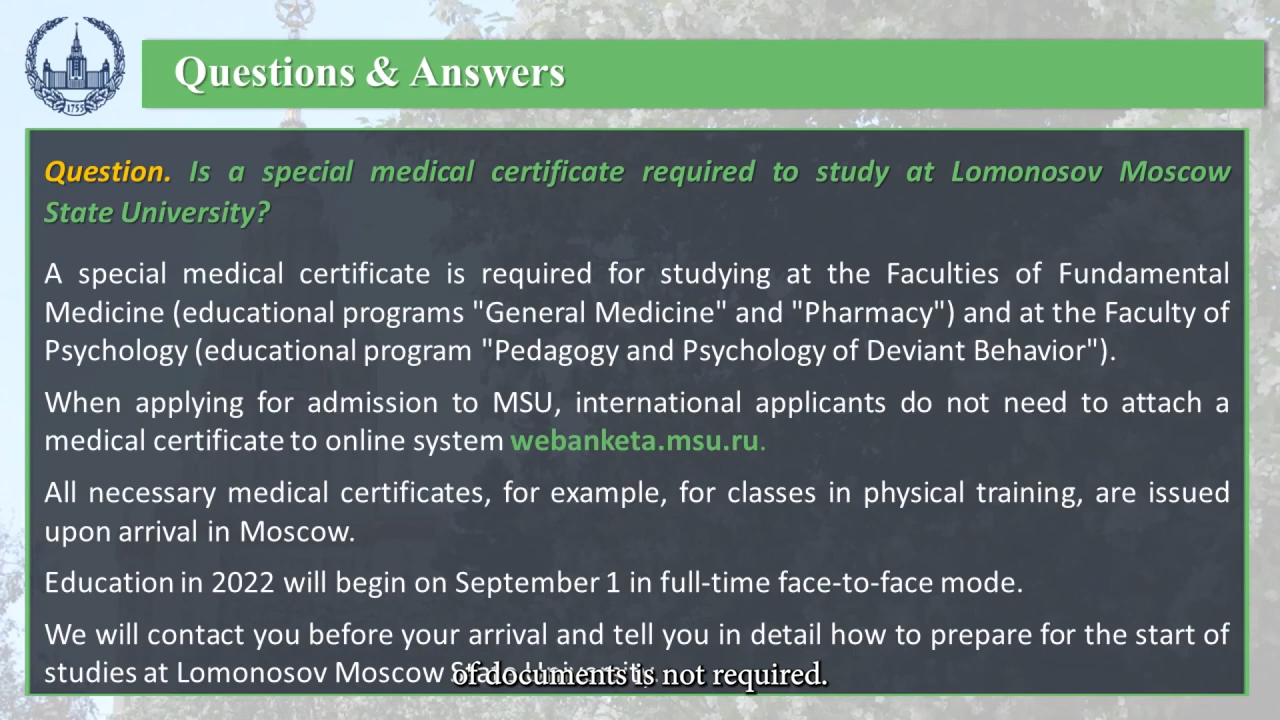 1755
Questions & Answers
Question. Is a special medical certificate required to study at Lomonosov Moscow
State University?
A special medical certificate is required for studying at the Faculties of Fundamental
Medicine (educational programs "General Medicine" and "Pharmacy") and at the Faculty of
Psychology (educational program "Pedagogy and Psychology of Deviant Behavior").
When applying for admission to MSU, international applicants do not need to attach a
medical certificate to online system webanketa.msu.ru.
All necessary medical certificates, for example, for classes in physical training, are issued
upon arrival in Moscow.
Education in 2022 will begin on September 1 in full-time face-to-face mode.
We will contact you before your arrival and tell you in detail how to prepare for the start of
studies at Lomonosov Moscow State University.
of documents is not required.